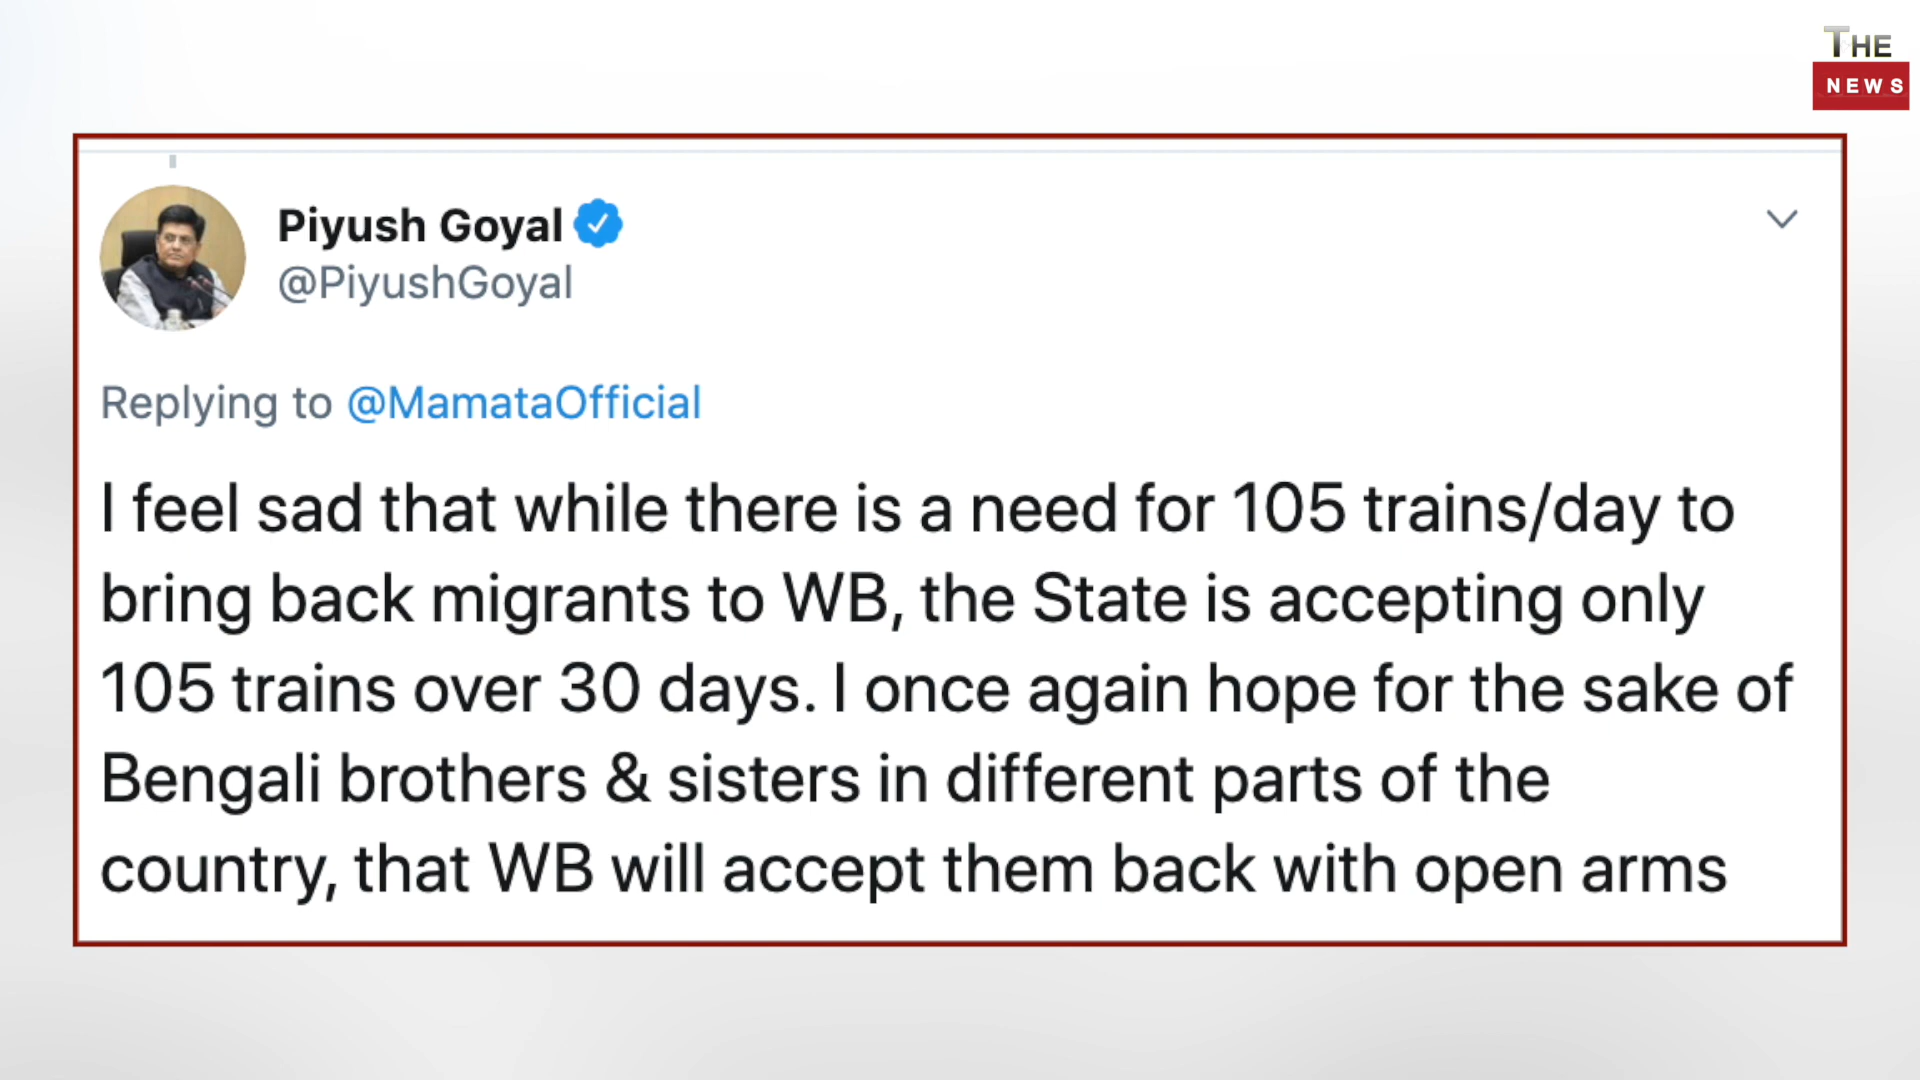 THE
NEWS
Piyush Goyal
@PiyushGoyal
Replying to @MamataOfficial
I feel sad that while there is a need for 105 trains/day to
bring back migrants to WB, the State is accepting only
105 trains over 30 days. I once again hope for the sake of
Bengali brothers & sisters in different parts of the
country, that WB will accept them back with open arms